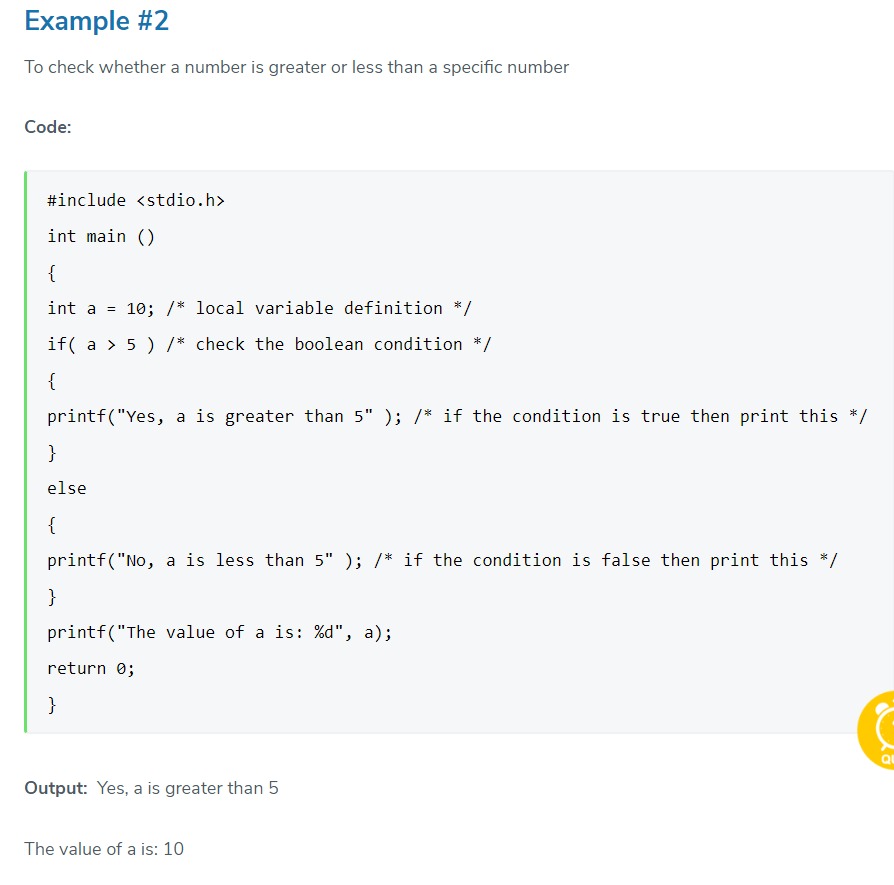 Example #2
To check whether a number is greater or less than a specific number
Code:
#include <stdio.h>
int main ()
{
int a = 10; /* local variable definition */
if( a > 5 ) /* check the boolean condition */
{
printf("Yes, a is greater than 5" ); /* if the condition is true then print this */
}
else
{
printf("No, a is less than 5" ); /* if the condition is false then print this */
}
printf("The value of a is: %d", a);
return 0;
}
Output: Yes, a is greater than 5
The value of a is: 10